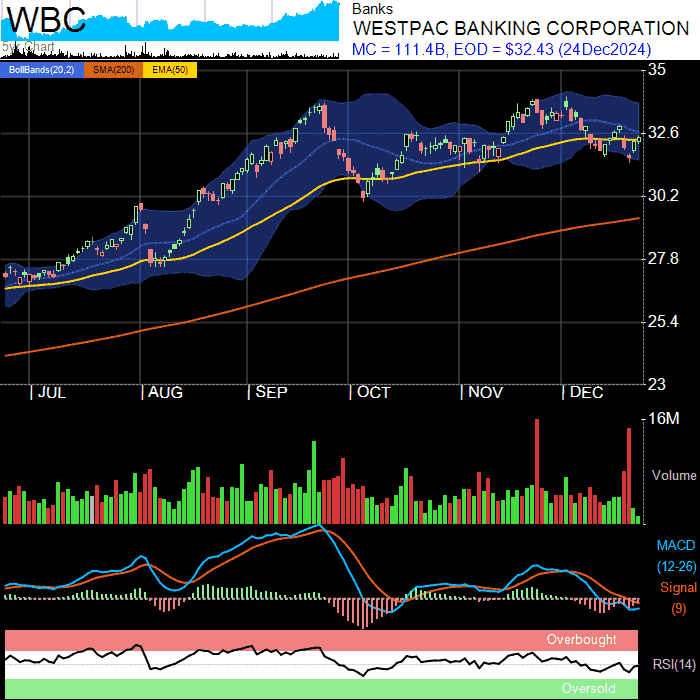 WBC
5yr Chart
Banks
WESTPAC BANKING CORPORATION
MC = 111.4B, EOD = $32.43 (24Dec2024)
BollBands(20,2) SMA(200) EMA(50)
35
32.6
30.2
27.8
25.4
23
JUL AUG SEP OCT NOV DEC
16M
Volume
MACD
(12-26)
Signal
(9)
Overbought
RSI(14)
Oversold